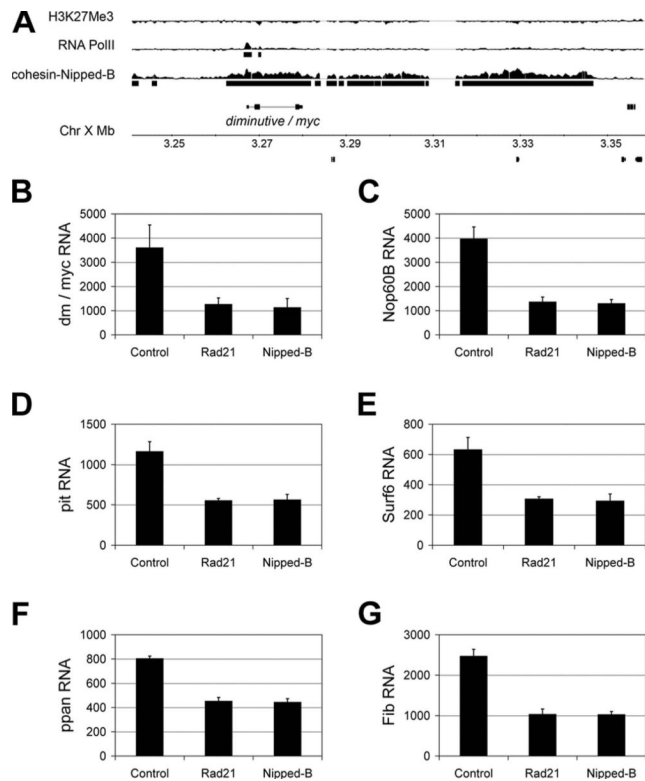 A
H3K27Me3
RNA PolII
cohesin-Nipped-B
diminutive / myc
Chr X Mb
3.25 3.27 3.29 3.31 3.33 3.35
B
dm / myc RNA
5000
4000
3000
2000
1000
0
Control Rad21 Nipped-B
C
Nop60B RNA
5000
4000
3000
2000
1000
0
Control Rad21 Nipped-B
D
pit RNA
1500
1000
500
0
Control Rad21 Nipped-B
E
Surf6 RNA
800
600
400
200
0
Control Rad21 Nipped-B
F
ppan RNA
1000
800
600
400
200
0
Control Rad21 Nipped-B
G
Fib RNA
3000
2000
1000
0
Control Rad21 Nipped-B